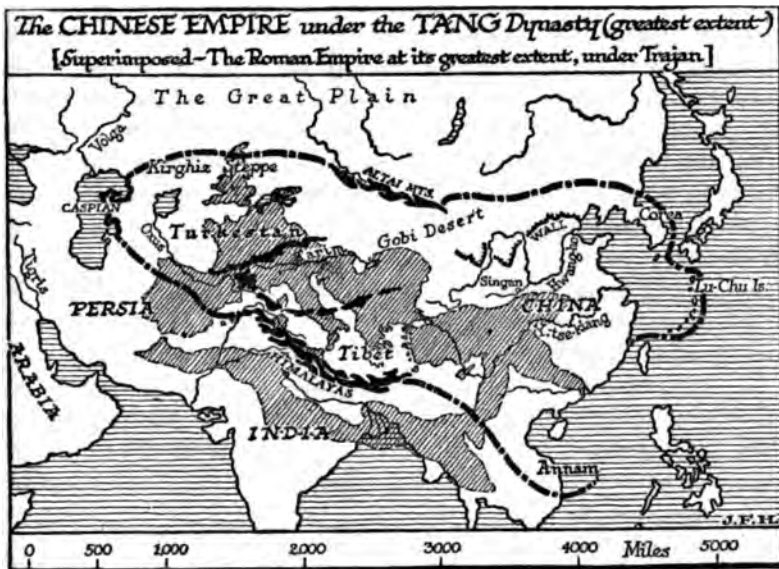 The CHINESE EMPIRE under the TANG Dynasty (greatest extent)
[Superimposed—The Roman Empire at its greatest extent, under Trajan]
The Great Plain
Volga
Kirghiz Steppe
ALTAI MTS.
CASPIAN
Turkestan
Oxus
Tarim
Gobi Desert
WALL
Corea
Tigris
Singan
Hwang-ho
Lu-Chu Is.
PERSIA
CHINA
Y-tse-kiang
Tibet
ARABIA
HIMALAYAS
INDIA
Annam
J.F.H.
0 500 1,000 2,000 3000 4000 Miles 5000